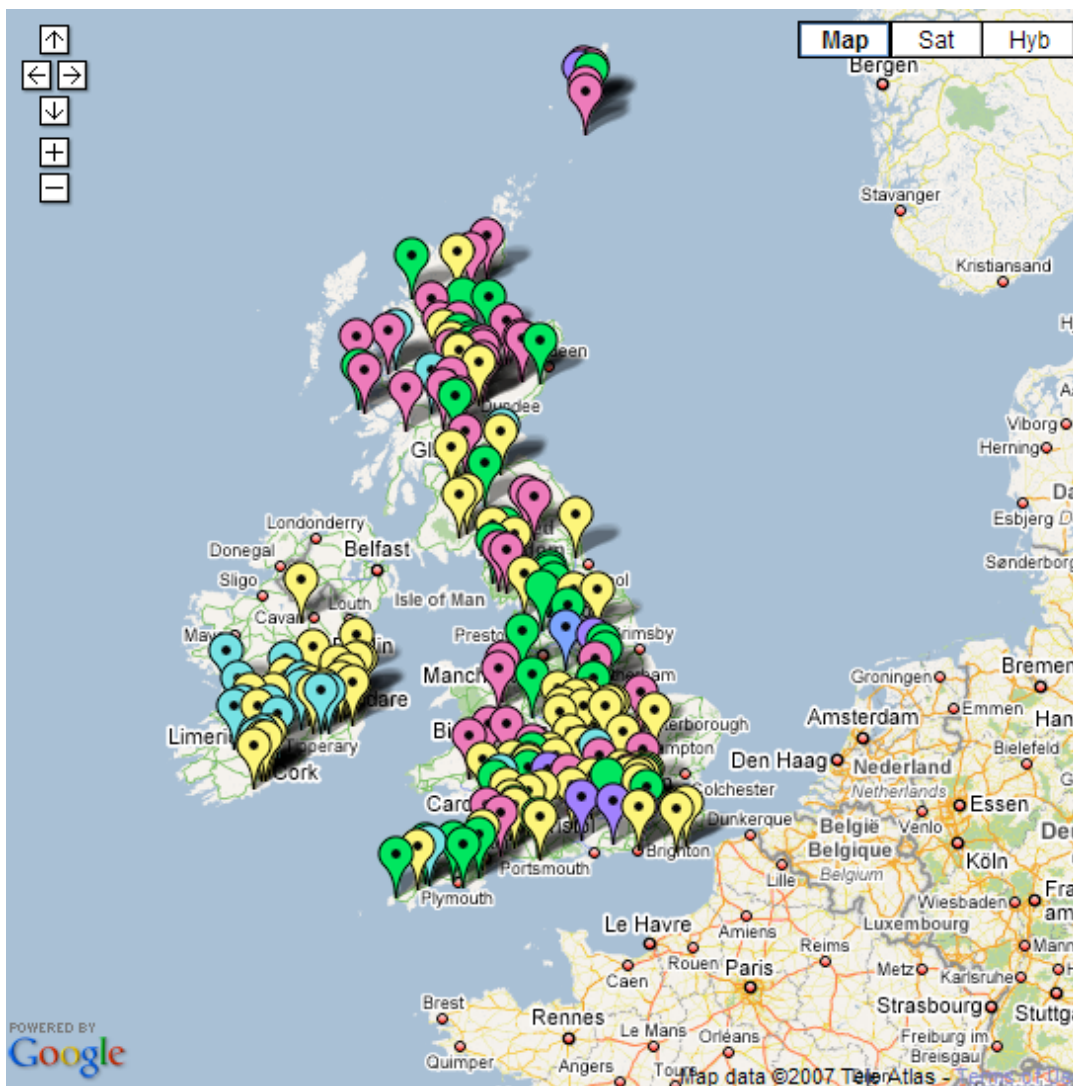 Map Sat Hyb
Bergen
Stavanger
Kristiansand
Dundee
Viborg
Herning
Esbjerg
Sønderborg
Londonderry
Donegal
Belfast
Sligo
Louth
Isle of Man
Cavan
Preston
Grimsby
Groningen
Bremen
Emmen
Amsterdam
Limerick
Tipperary
Cork
Den Haag
Nederland
Netherlands
Bielefeld
Colchester
Essen
Dunkerque
België
Belgique
Belgium
Venlo
Köln
Brighton
Portsmouth
Plymouth
Lille
Wiesbaden
Luxembourg
Le Havre
Amiens
Rouen
Reims
Caen
Metz
Karlsruhe
Paris
Strasbourg
Brest
Rennes
Le Mans
Orléans
Freiburg im
Breisgau
Quimper
Angers
Tours
POWERED BY
Google
Map data ©2007 Tele Atlas -